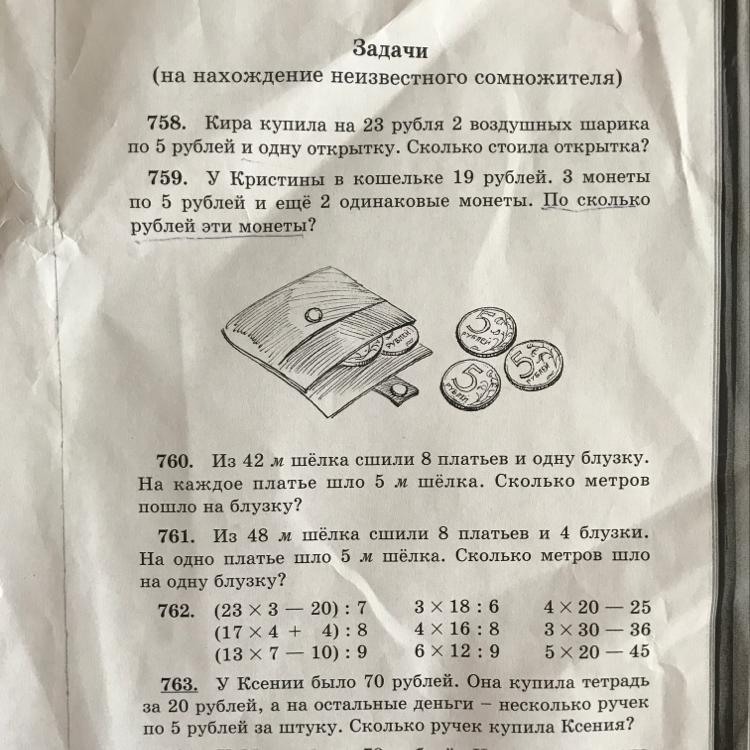 Задачи
(на нахождение неизвестного сомножителя)
758. Кира купила на 23 рубля 2 воздушных шарика
по 5 рублей и одну открытку. Сколько стоила открытка?
759. У Кристины в кошельке 19 рублей. 3 монеты
по 5 рублей и ещё 2 одинаковые монеты. По сколько
рублей эти монеты?
5 РУБЛЕЙ
5 РУБЛЕЙ
5 РУБЛЕЙ
РУБЛЕЙ
760. Из 42 м шёлка сшили 8 платьев и одну блузку.
На каждое платье шло 5 м шёлка. Сколько метров
пошло на блузку?
761. Из 48 м шёлка сшили 8 платьев и 4 блузки.
На одно платье шло 5 м шёлка. Сколько метров шло
на одну блузку?
762. (23 × 3 — 20) : 7 3 × 18 : 6 4 × 20 — 25
(17 × 4 + 4) : 8 4 × 16 : 8 3 × 30 — 36
(13 × 7 — 10) : 9 6 × 12 : 9 5 × 20 — 45
763. У Ксении было 70 рублей. Она купила тетрадь
за 20 рублей, а на остальные деньги – несколько ручек
по 5 рублей за штуку. Сколько ручек купила Ксения?